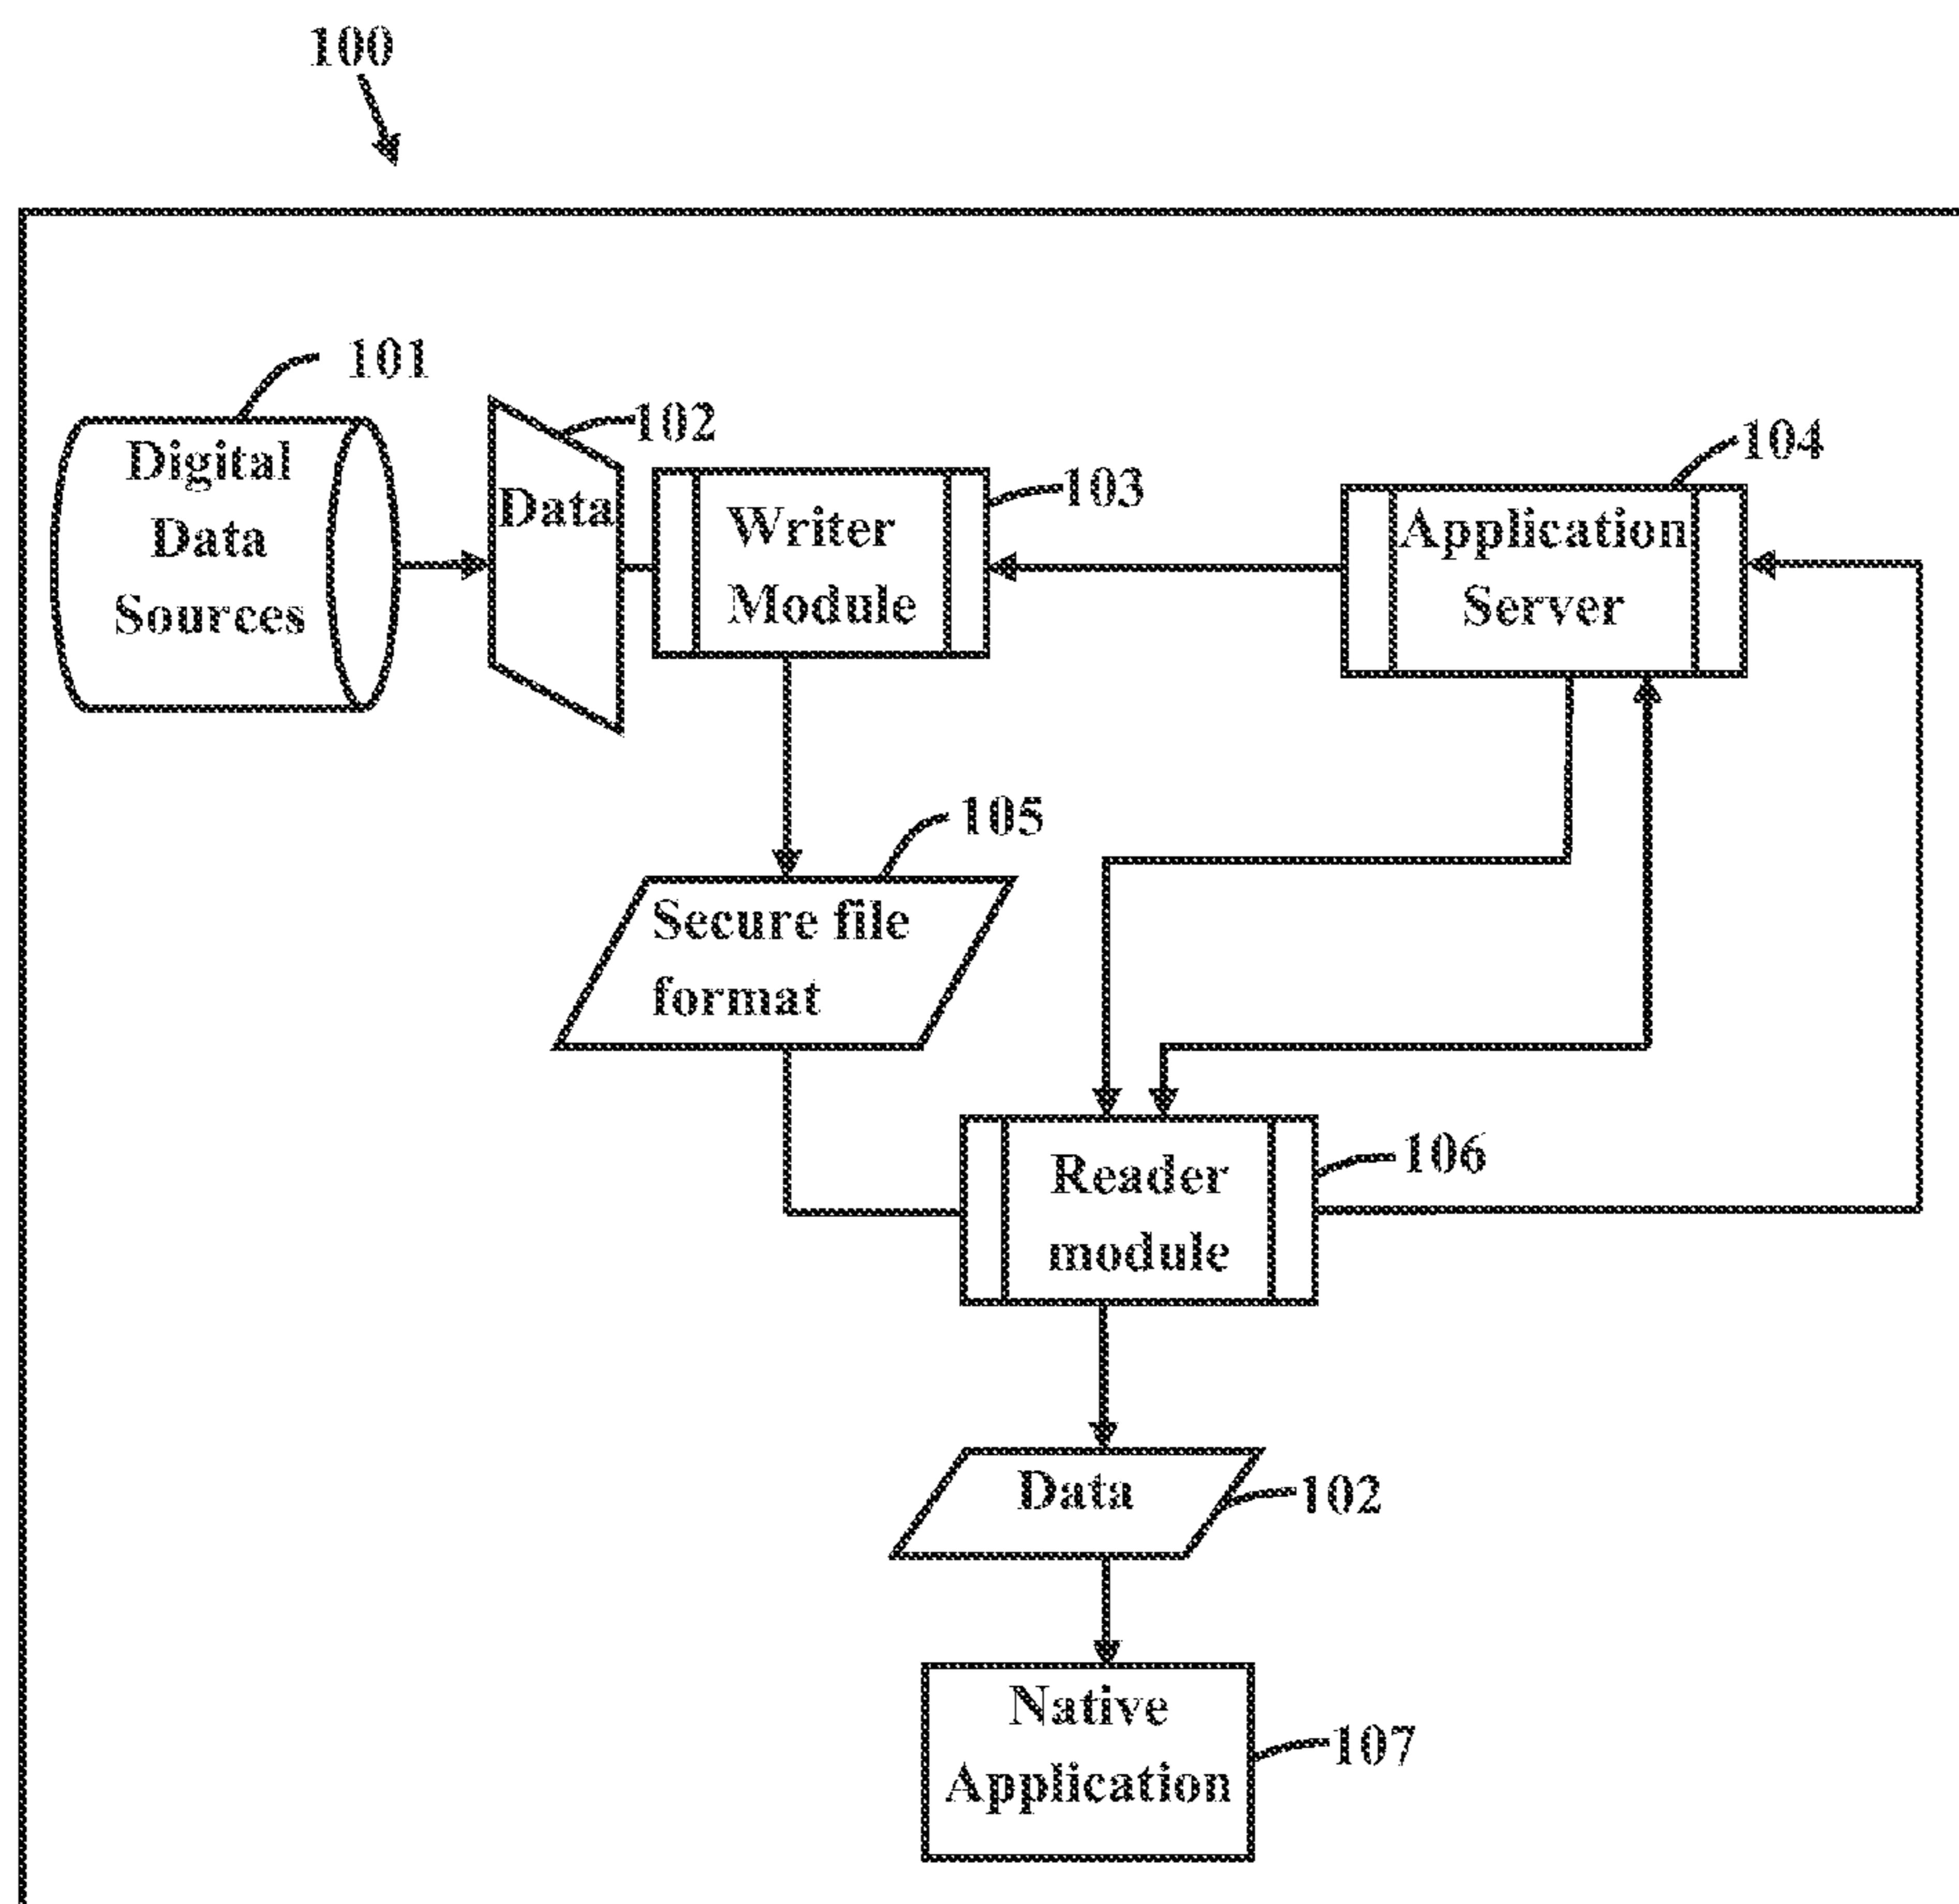 100
101
Digital
Data
Sources
102
Data
103
Writer
Module
104
Application
Server
105
Secure file
format
106
Reader
module
Data
102
Native
Application
107